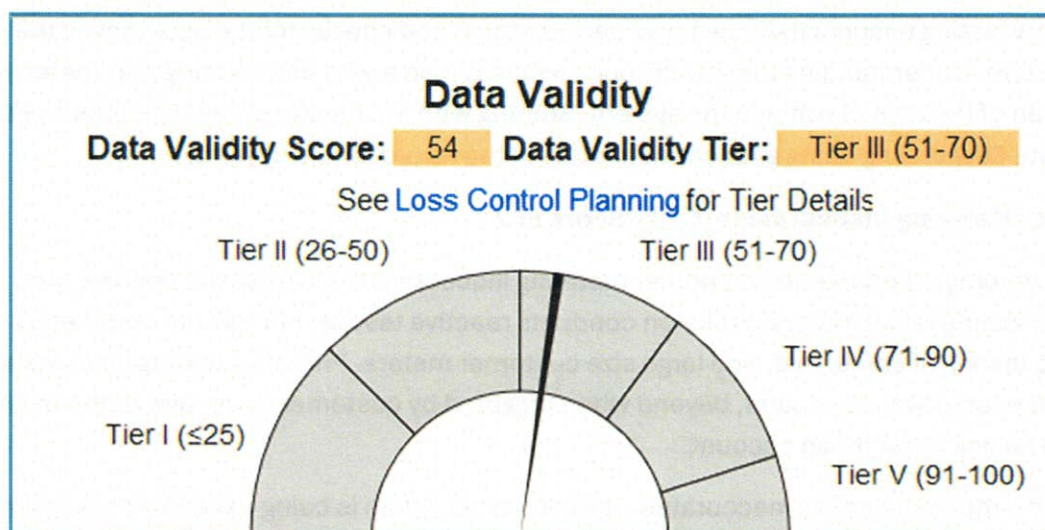 Data Validity
Data Validity Score: 54 Data Validity Tier: Tier III (51-70)
See Loss Control Planning for Tier Details
Tier II (26-50)
Tier III (51-70)
Tier IV (71-90)
Tier I (≤25)
Tier V (91-100)